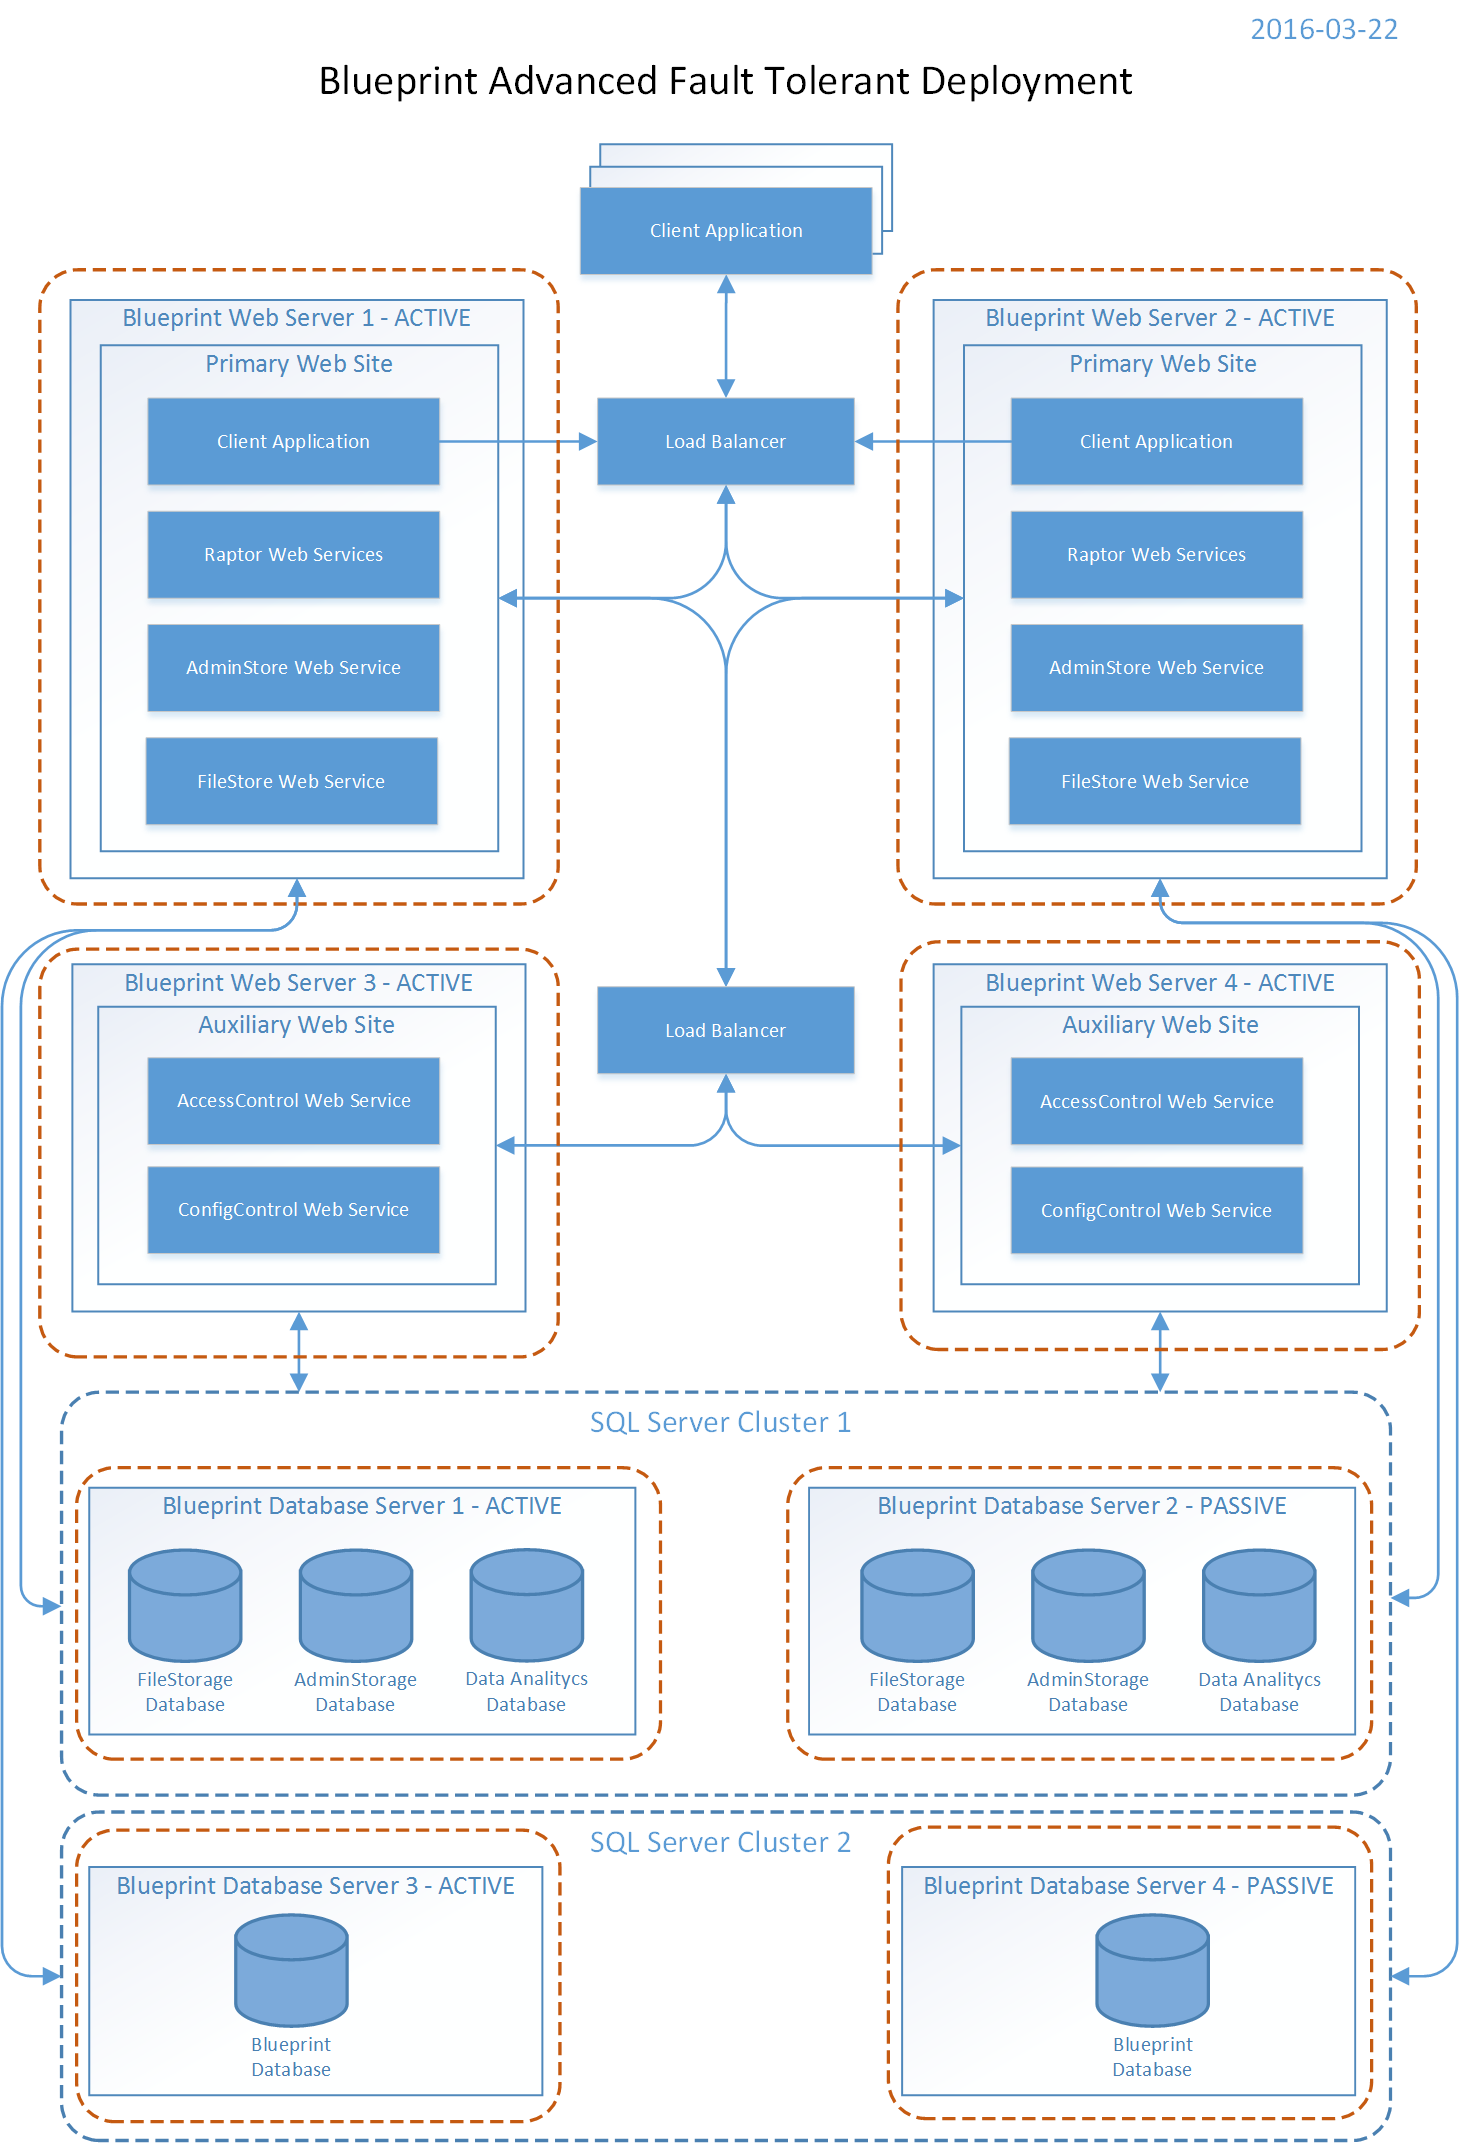 2016-03-22
Blueprint Advanced Fault Tolerant Deployment
Client Application
Blueprint Web Server 1 - ACTIVE
Primary Web Site
Client Application
Raptor Web Services
AdminStore Web Service
FileStore Web Service
Load Balancer
Blueprint Web Server 2 - ACTIVE
Primary Web Site
Client Application
Raptor Web Services
AdminStore Web Service
FileStore Web Service
Blueprint Web Server 3 - ACTIVE
Auxiliary Web Site
AccessControl Web Service
ConfigControl Web Service
Load Balancer
Blueprint Web Server 4 - ACTIVE
Auxiliary Web Site
AccessControl Web Service
ConfigControl Web Service
SQL Server Cluster 1
Blueprint Database Server 1 - ACTIVE
FileStorage
Database
AdminStorage
Database
Data Analitycs
Database
Blueprint Database Server 2 - PASSIVE
FileStorage
Database
AdminStorage
Database
Data Analitycs
Database
SQL Server Cluster 2
Blueprint Database Server 3 - ACTIVE
Blueprint
Database
Blueprint Database Server 4 - PASSIVE
Blueprint
Database